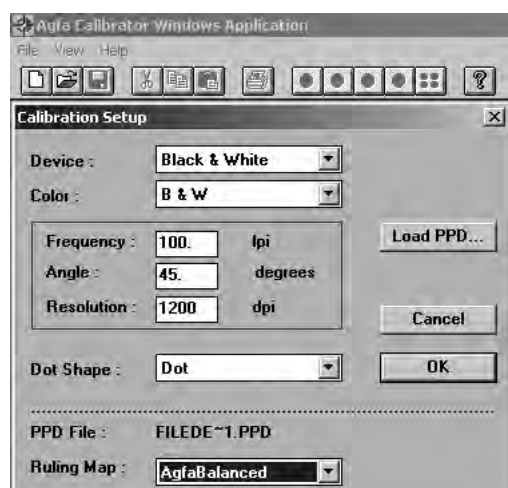 Agfa Calibrator Windows Application
File View Help
Calibration Setup
Device : Black & White
Color : B & W
Frequency : 100. lpi
Load PPD...
Angle : 45. degrees
Resolution : 1200 dpi
Cancel
Dot Shape : Dot
OK
PPD File : FILEDE~1.PPD
Ruling Map : AgfaBalanced